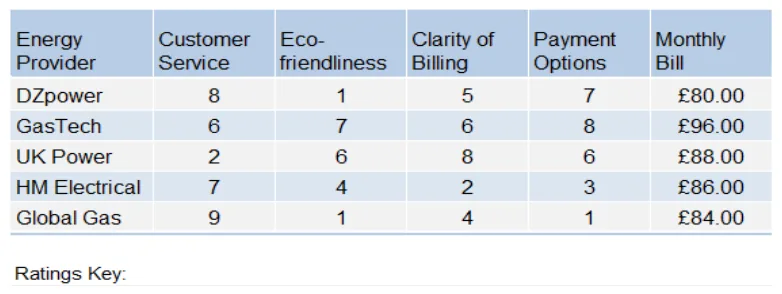 Energy Provider Customer Service Eco-friendliness Clarity of Billing Payment Options Monthly Bill
DZpower 8 1 5 7 £80.00
GasTech 6 7 6 8 £96.00
UK Power 2 6 8 6 £88.00
HM Electrical 7 4 2 3 £86.00
Global Gas 9 1 4 1 £84.00
Ratings Key: